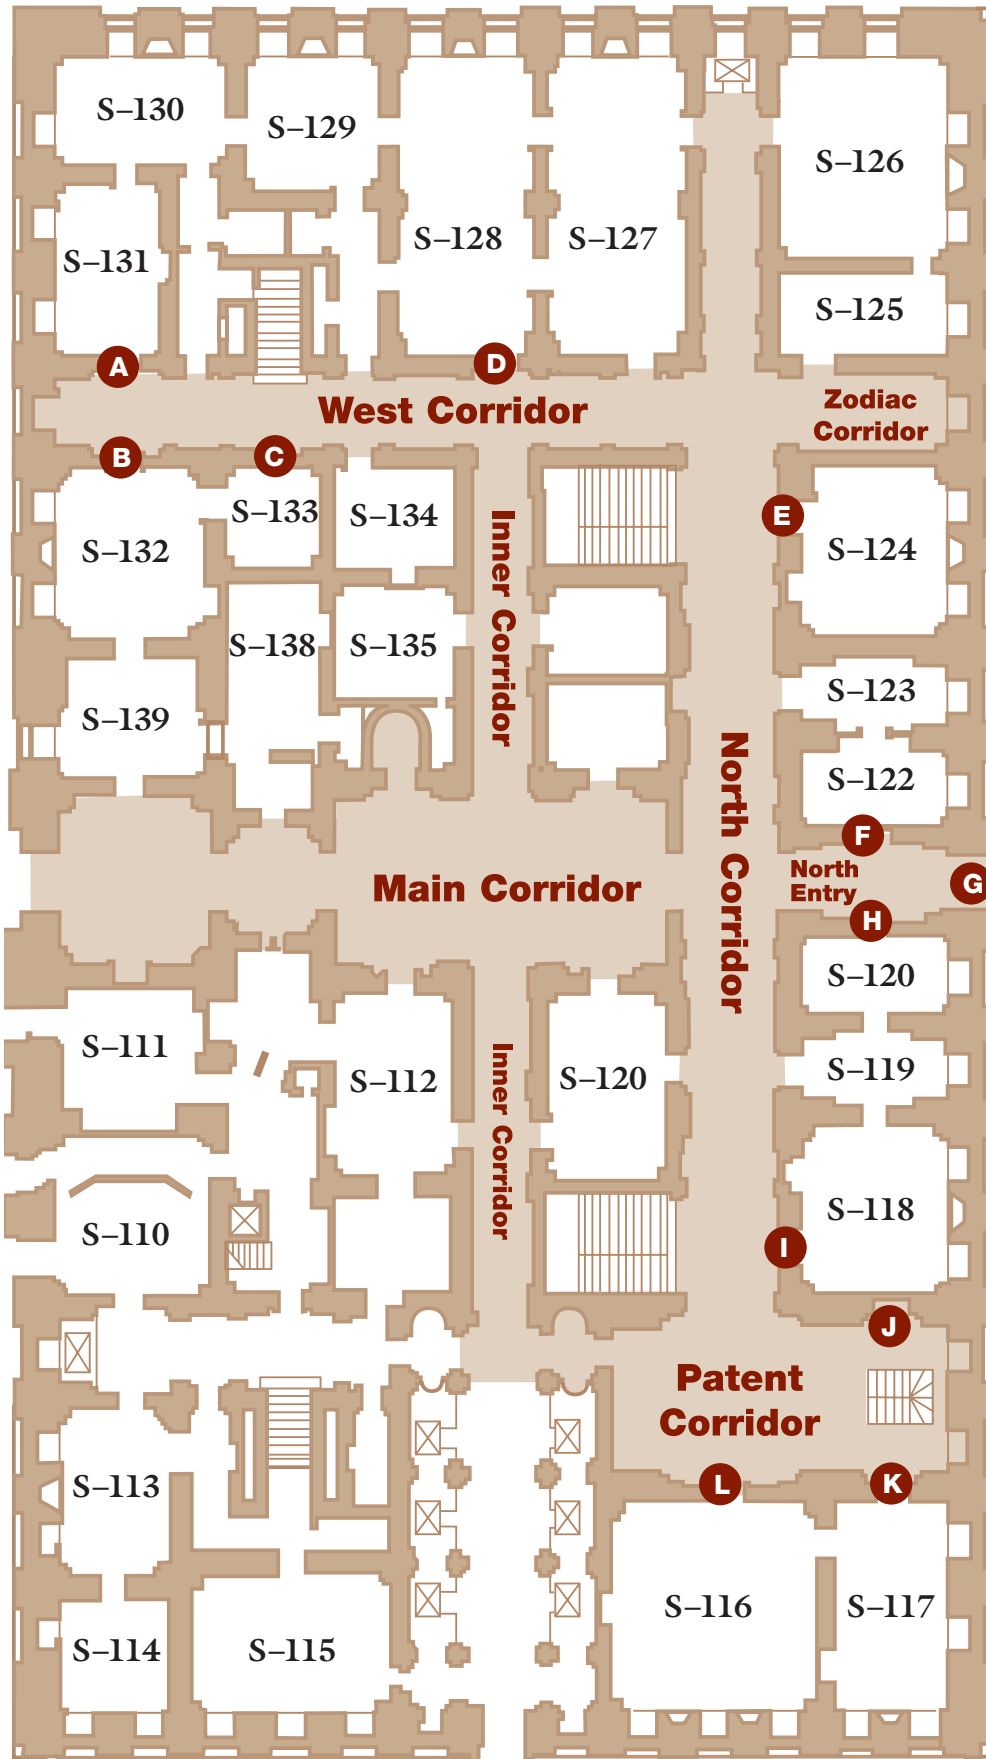 S–130
S–129
S–126
S–128
S–127
S–131
S–125
A
D
West Corridor
Zodiac
Corridor
B
C
S–133
S–134
E
S–132
S–124
Inner Corridor
S–138
S–135
S–123
S–139
S–122
North Corridor
F
Main Corridor
North
Entry
G
H
S–120
S–111
S–112
S–120
S–119
Inner Corridor
S–110
S–118
I
J
Patent
Corridor
S–113
L
K
S–116
S–117
S–114
S–115